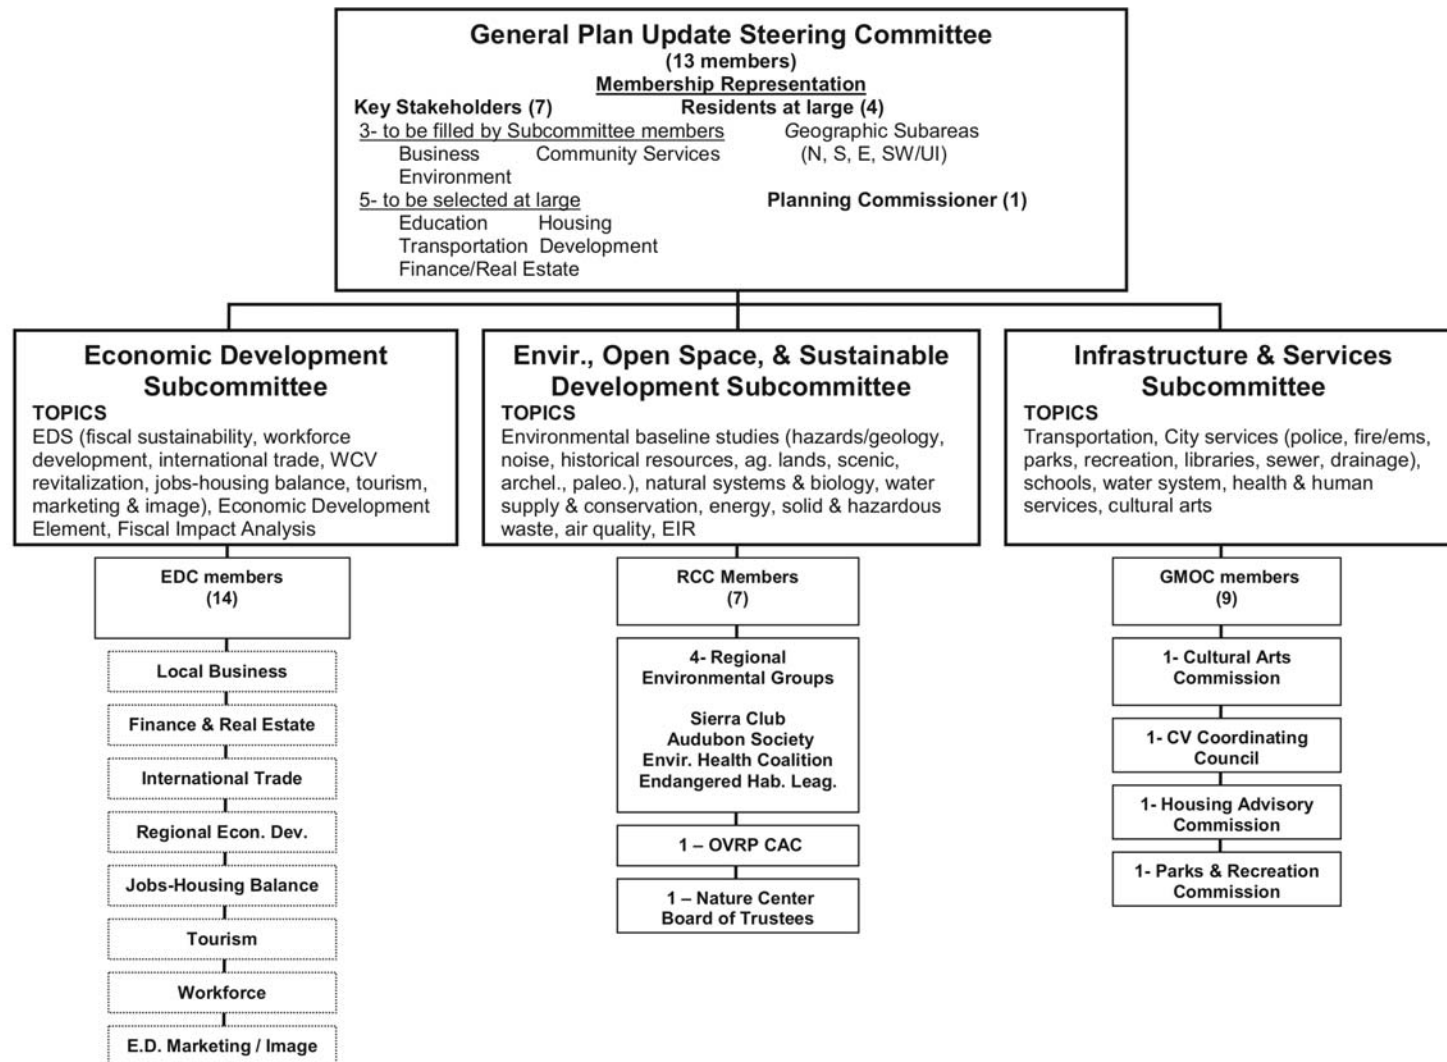 General Plan Update Steering Committee
(13 members)
Membership Representation
Key Stakeholders (7) Residents at large (4)
3- to be filled by Subcommittee members Geographic Subareas
Business Community Services (N, S, E, SW/UI)
Environment
5- to be selected at large Planning Commissioner (1)
Education Housing
Transportation Development
Finance/Real Estate
Economic Development
Subcommittee
TOPICS
EDS (fiscal sustainability, workforce
development, international trade, WCV
revitalization, jobs-housing balance, tourism,
marketing & image), Economic Development
Element, Fiscal Impact Analysis
EDC members
(14)
Local Business
Finance & Real Estate
International Trade
Regional Econ. Dev.
Jobs-Housing Balance
Tourism
Workforce
E.D. Marketing / Image
Envir., Open Space, & Sustainable
Development Subcommittee
TOPICS
Environmental baseline studies (hazards/geology,
noise, historical resources, ag. lands, scenic,
archel., paleo.), natural systems & biology, water
supply & conservation, energy, solid & hazardous
waste, air quality, EIR
RCC Members
(7)
4- Regional
Environmental Groups
Sierra Club
Audubon Society
Envir. Health Coalition
Endangered Hab. Leag.
1 – OVRP CAC
1 – Nature Center
Board of Trustees
Infrastructure & Services
Subcommittee
TOPICS
Transportation, City services (police, fire/ems,
parks, recreation, libraries, sewer, drainage),
schools, water system, health & human
services, cultural arts
GMOC members
(9)
1- Cultural Arts
Commission
1- CV Coordinating
Council
1- Housing Advisory
Commission
1- Parks & Recreation
Commission